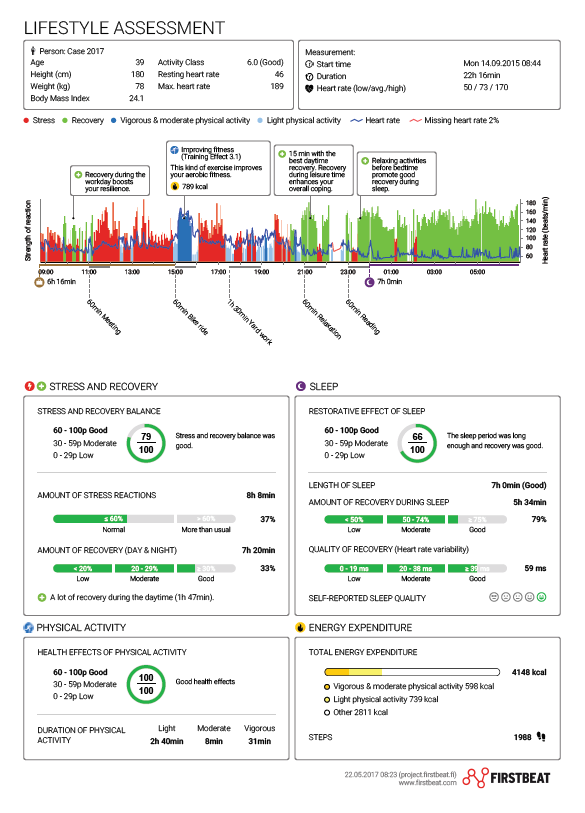 LIFESTYLE ASSESSMENT
Person: Case 2017
Age 39 Activity Class 6.0 (Good)
Height (cm) 180 Resting heart rate 46
Weight (kg) 78 Max. heart rate 189
Body Mass Index 24.1
Measurement:
Start time Mon 14.09.2015 08:44
Duration 22h 16min
Heart rate (low/avg./high) 50 / 73 / 170
Stress Recovery Vigorous & moderate physical activity Light physical activity Heart rate Missing heart rate 2%
Recovery during the
workday boosts
your resilience.
Improving fitness
(Training Effect 3.1)
This kind of exercise improves
your aerobic fitness.
789 kcal
15 min with the
best daytime
recovery. Recovery
during leisure time
enhances your
overall coping.
Relaxing activities
before bedtime
promote good
recovery during
sleep.
Strength of reaction
180
160
140
120
100
80
60
Heart rate (beats/min)
09:00 11:00 13:00 15:00 17:00 19:00 21:00 23:00 01:00 03:00 05:00
6h 16min 7h 0min
60min Meeting
60min Bike ride
1h 30min Yard work
60min Relaxation
60min Reading
STRESS AND RECOVERY
STRESS AND RECOVERY BALANCE
60 - 100p Good
30 - 59p Moderate
0 - 29p Low
79
100
Stress and recovery balance was
good.
AMOUNT OF STRESS REACTIONS 8h 8min
≤ 60% > 60% 37%
Normal More than usual
AMOUNT OF RECOVERY (DAY & NIGHT) 7h 20min
< 20% 20 - 29% ≥ 30% 33%
Low Moderate Good
A lot of recovery during the daytime (1h 47min).
SLEEP
RESTORATIVE EFFECT OF SLEEP
60 - 100p Good
30 - 59p Moderate
0 - 29p Low
66
100
The sleep period was long
enough and recovery was good.
LENGTH OF SLEEP 7h 0min (Good)
AMOUNT OF RECOVERY DURING SLEEP 5h 34min
< 50% 50 - 74% ≥ 75% 79%
Low Moderate Good
QUALITY OF RECOVERY (Heart rate variability)
0 - 19 ms 20 - 38 ms ≥ 39 ms 59 ms
Low Moderate Good
SELF-REPORTED SLEEP QUALITY
PHYSICAL ACTIVITY
HEALTH EFFECTS OF PHYSICAL ACTIVITY
60 - 100p Good
30 - 59p Moderate
0 - 29p Low
100
100
Good health effects
DURATION OF PHYSICAL
ACTIVITY
Light Moderate Vigorous
2h 40min 8min 31min
ENERGY EXPENDITURE
TOTAL ENERGY EXPENDITURE
4148 kcal
Vigorous & moderate physical activity 598 kcal
Light physical activity 739 kcal
Other 2811 kcal
STEPS 1988
22.05.2017 08:23 (project.firstbeat.fi)
www.firstbeat.com
FIRSTBEAT